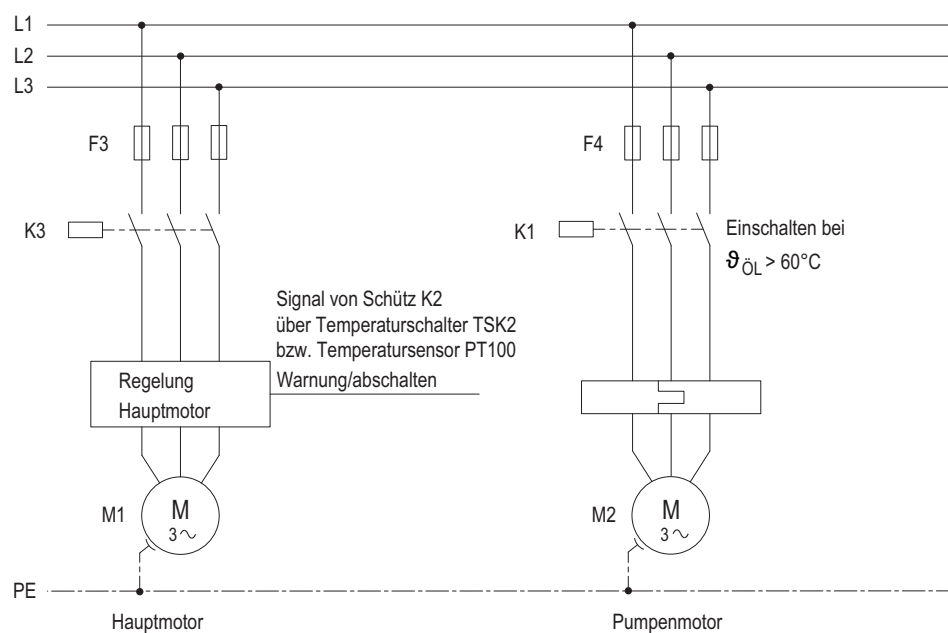 L1
L2
L3
F3
F4
K3
K1
Einschalten bei
ϑÖL > 60°C
Signal von Schütz K2
über Temperaturschalter TSK2
bzw. Temperatursensor PT100
Warnung/abschalten
Regelung
Hauptmotor
M1
M
3~
M2
M
3~
PE
Hauptmotor
Pumpenmotor